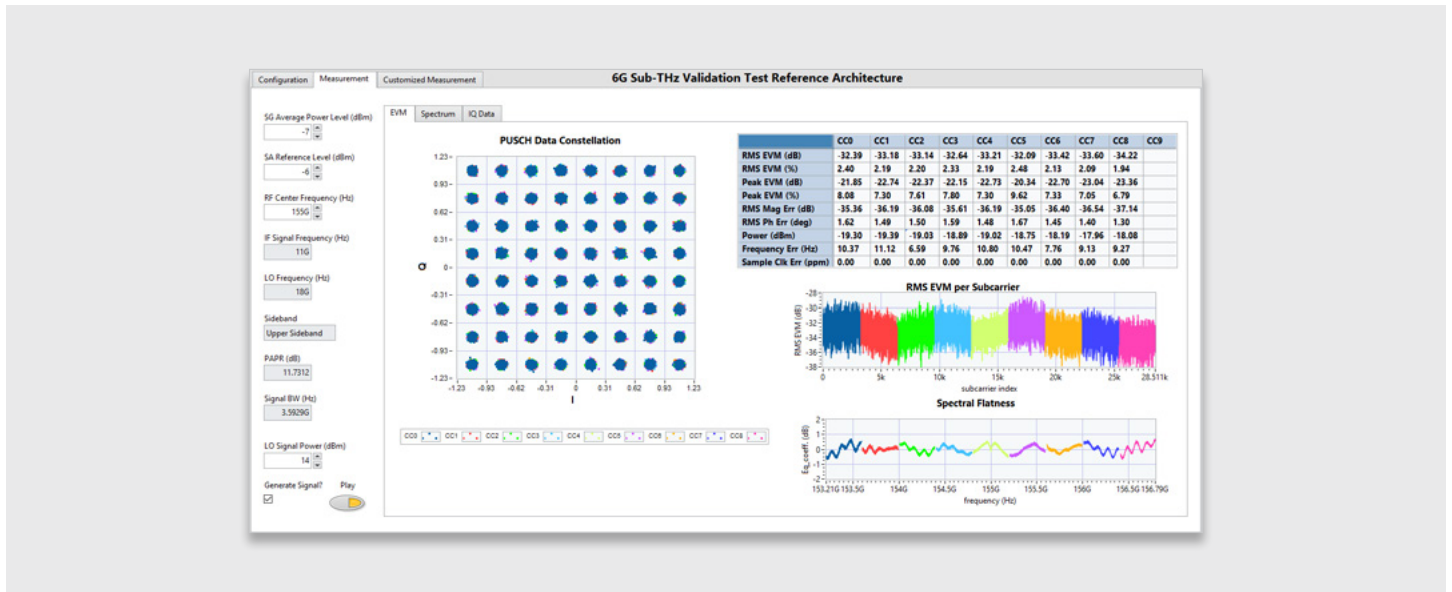 Configuration Measurement Customized Measurement 6G Sub-THz Validation Test Reference Architecture
SG Average Power Level (dBm)
-7
SA Reference Level (dBm)
-6
RF Center Frequency (Hz)
155G
IF Signal Frequency (Hz)
11G
LO Frequency (Hz)
18G
Sideband
Upper Sideband
PAPR (dB)
11.7312
Signal BW (Hz)
3.5929G
LO Signal Power (dBm)
14
Generate Signal? Play
EVM Spectrum IQ Data
PUSCH Data Constellation
1.23
0.93
0.62
0.31
Q 0
-0.31
-0.62
-0.93
-1.23
-1.23 -0.93 -0.62 -0.31 0 0.31 0.62 0.93 1.23
I
CC0 CC1 CC2 CC3 CC4 CC5 CC6 CC7 CC8
CC0 CC1 CC2 CC3 CC4 CC5 CC6 CC7 CC8 CC9
RMS EVM (dB) -32.39 -33.18 -33.14 -32.64 -33.21 -32.09 -33.42 -33.60 -34.22
RMS EVM (%) 2.40 2.19 2.20 2.33 2.19 2.48 2.13 2.09 1.94
Peak EVM (dB) -21.85 -22.74 -22.37 -22.15 -22.73 -20.34 -22.70 -23.04 -23.36
Peak EVM (%) 8.08 7.30 7.61 7.80 7.30 9.62 7.33 7.05 6.79
RMS Mag Err (dB) -35.36 -36.19 -36.08 -35.61 -36.19 -35.05 -36.40 -36.54 -37.14
RMS Ph Err (deg) 1.62 1.49 1.50 1.59 1.48 1.67 1.45 1.40 1.30
Power (dBm) -19.30 -19.39 -19.03 -18.89 -19.02 -18.75 -18.19 -17.96 -18.08
Frequency Err (Hz) 10.37 11.12 6.59 9.76 10.80 10.47 7.76 9.13 9.27
Sample Clk Err (ppm) 0.00 0.00 0.00 0.00 0.00 0.00 0.00 0.00 0.00
RMS EVM per Subcarrier
RMS EVM (dB)
-28
-30
-32
-34
-36
-38
0 5k 10k 15k 20k 25k 28.511k
subcarrier index
Spectral Flatness
Eq_coeff. (dB)
2
1
0
-1
-2
153.21G 153.5G 154G 154.5G 155G 155.5G 156G 156.5G 156.79G
frequency (Hz)